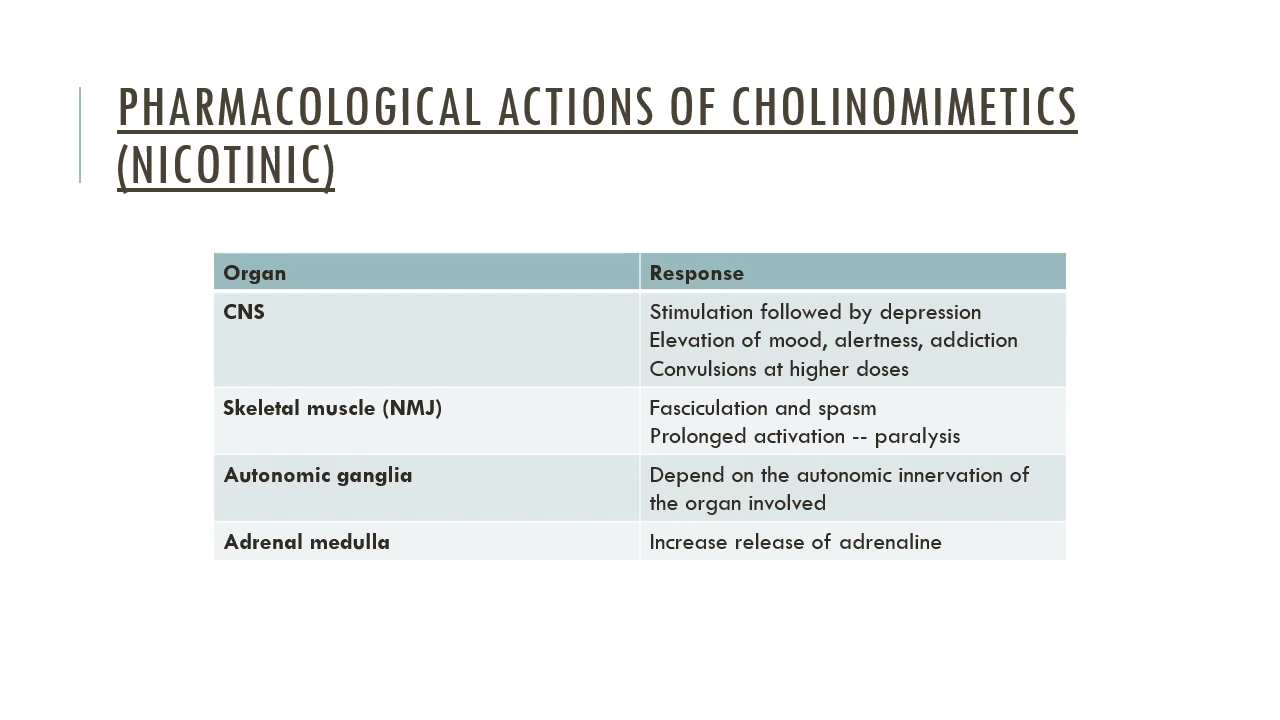 PHARMACOLOGICAL ACTIONS OF CHOLINOMIMETICS
(NICOTINIC)
Organ
Response
CNS
Stimulation followed by depression
Elevation of mood, alertness, addiction
Convulsions at higher doses
Skeletal muscle (NMJ)
Fasciculation and spasm
Prolonged activation -- paralysis
Autonomic ganglia
Depend on the autonomic innervation of
the organ involved
Adrenal medulla
Increase release of adrenaline